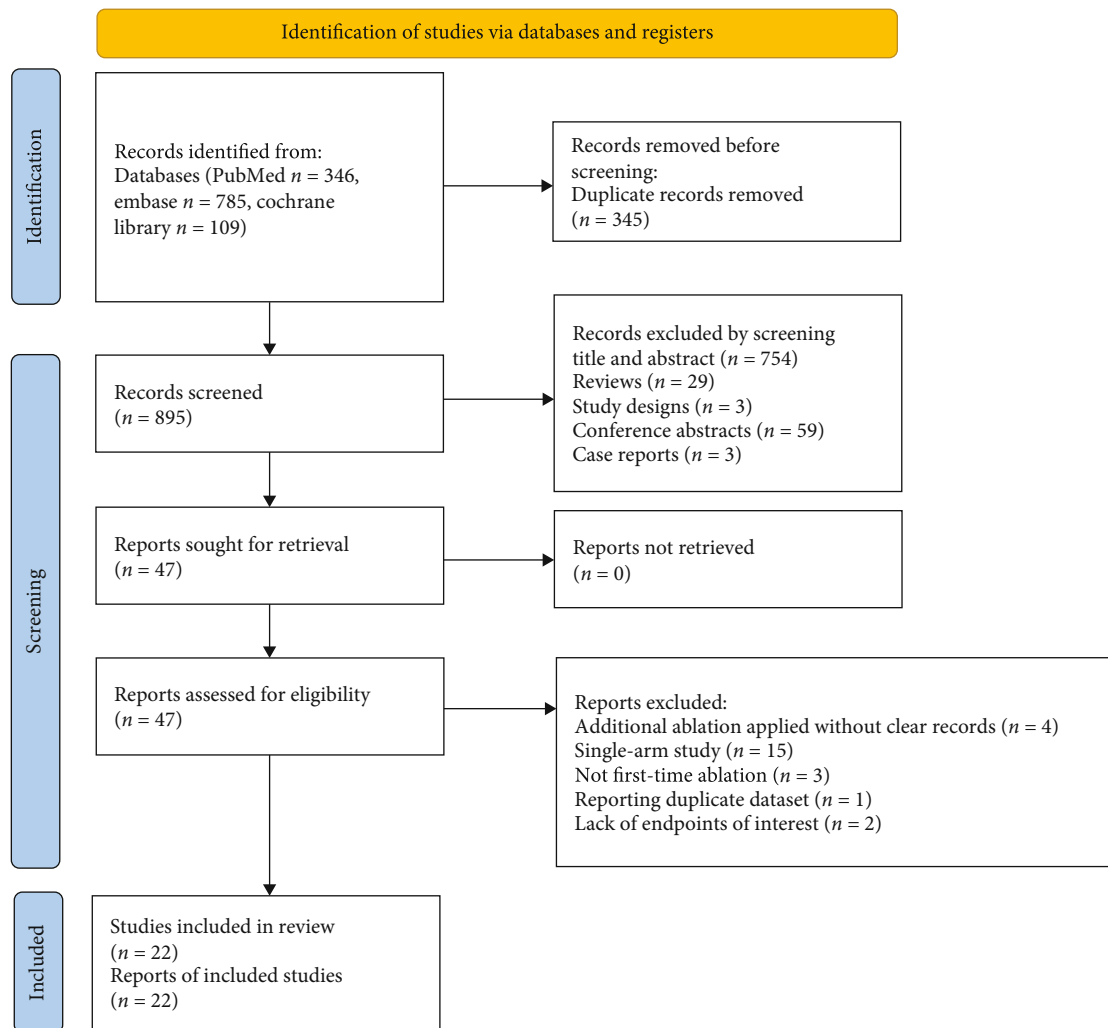 Identification of studies via databases and registers
Identification
Records identified from:
Databases (PubMed n = 346,
embase n = 785, cochrane
library n = 109)
Records removed before
screening:
Duplicate records removed
(n = 345)
Screening
Records screened
(n = 895)
Records excluded by screening
title and abstract (n = 754)
Reviews (n = 29)
Study designs (n = 3)
Conference abstracts (n = 59)
Case reports (n = 3)
Reports sought for retrieval
(n = 47)
Reports not retrieved
(n = 0)
Reports assessed for eligibility
(n = 47)
Reports excluded:
Additional ablation applied without clear records (n = 4)
Single-arm study (n = 15)
Not first-time ablation (n = 3)
Reporting duplicate dataset (n = 1)
Lack of endpoints of interest (n = 2)
Included
Studies included in review
(n = 22)
Reports of included studies
(n = 22)